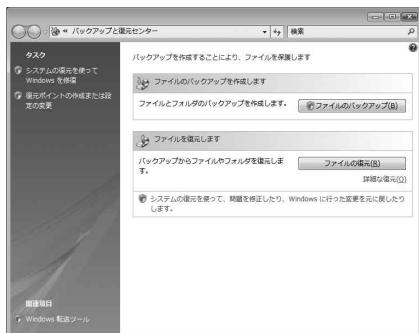 « バックアップと復元センター
検索
タスク
システムの復元を使って
Windows を修復
復元ポイントの作成または設
定の変更
バックアップを作成することにより、ファイルを保護します
ファイルのバックアップを作成します
ファイルとフォルダのバックアップを作成します。
ファイルのバックアップ(B)
ファイルを復元します
バックアップからファイルやフォルダを復元しま
す。
ファイルの復元(R)
詳細な復元(O)
システムの復元を使って、問題を修正したり、Windows に行った変更を元に戻したり
します。
関連項目
Windows 転送ツール